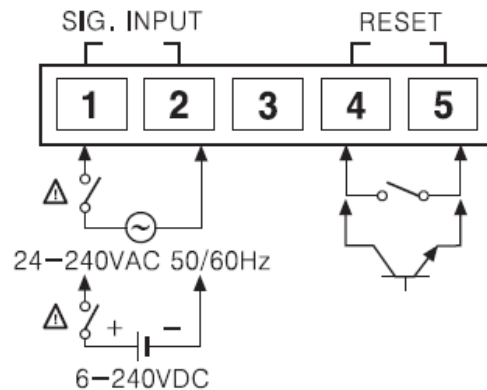 SIG. INPUT RESET
1 2 3 4 5
24-240VAC 50/60Hz
+ -
6-240VDC